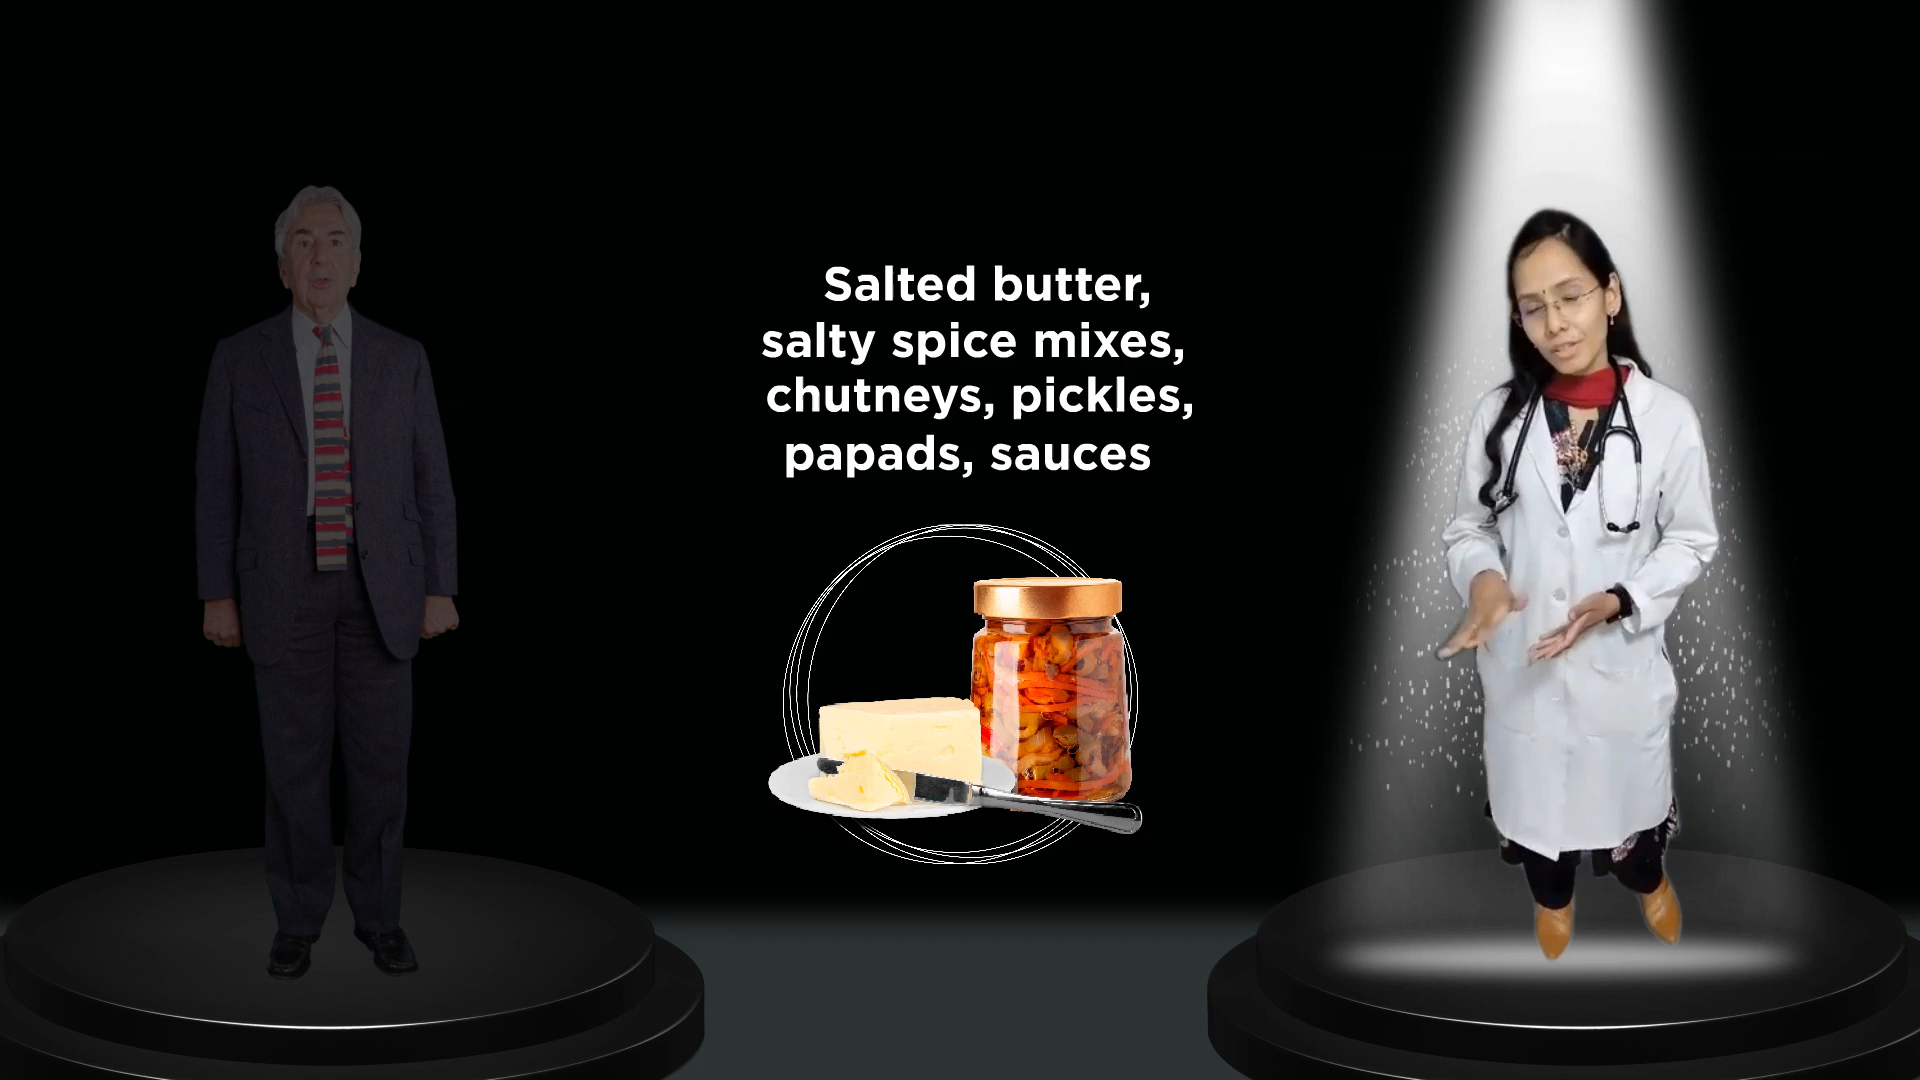 Salted butter,
salty spice mixes,
chutneys, pickles,
papads, sauces